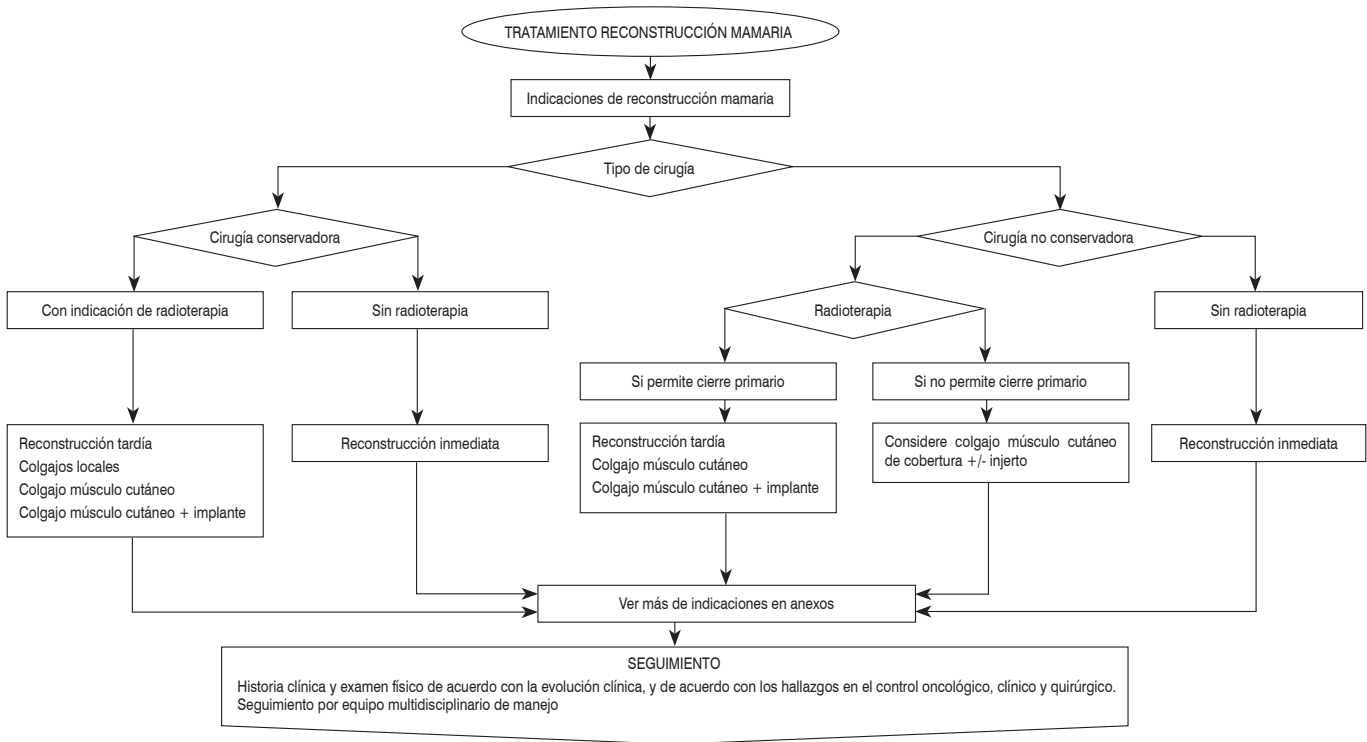 TRATAMIENTO RECONSTRUCCIÓN MAMARIA
Indicaciones de reconstrucción mamaria
Tipo de cirugía
Cirugía conservadora
Cirugía no conservadora
Con indicación de radioterapia
Sin radioterapia
Radioterapia
Sin radioterapia
Si permite cierre primario
Si no permite cierre primario
Reconstrucción tardía
Colgajos locales
Colgajo músculo cutáneo
Colgajo músculo cutáneo + implante
Reconstrucción inmediata
Reconstrucción tardía
Colgajo músculo cutáneo
Colgajo músculo cutáneo + implante
Considere colgajo músculo cutáneo
de cobertura +/- injerto
Reconstrucción inmediata
Ver más de indicaciones en anexos
SEGUIMIENTO
Historia clínica y examen físico de acuerdo con la evolución clínica, y de acuerdo con los hallazgos en el control oncológico, clínico y quirúrgico.
Seguimiento por equipo multidisciplinario de manejo